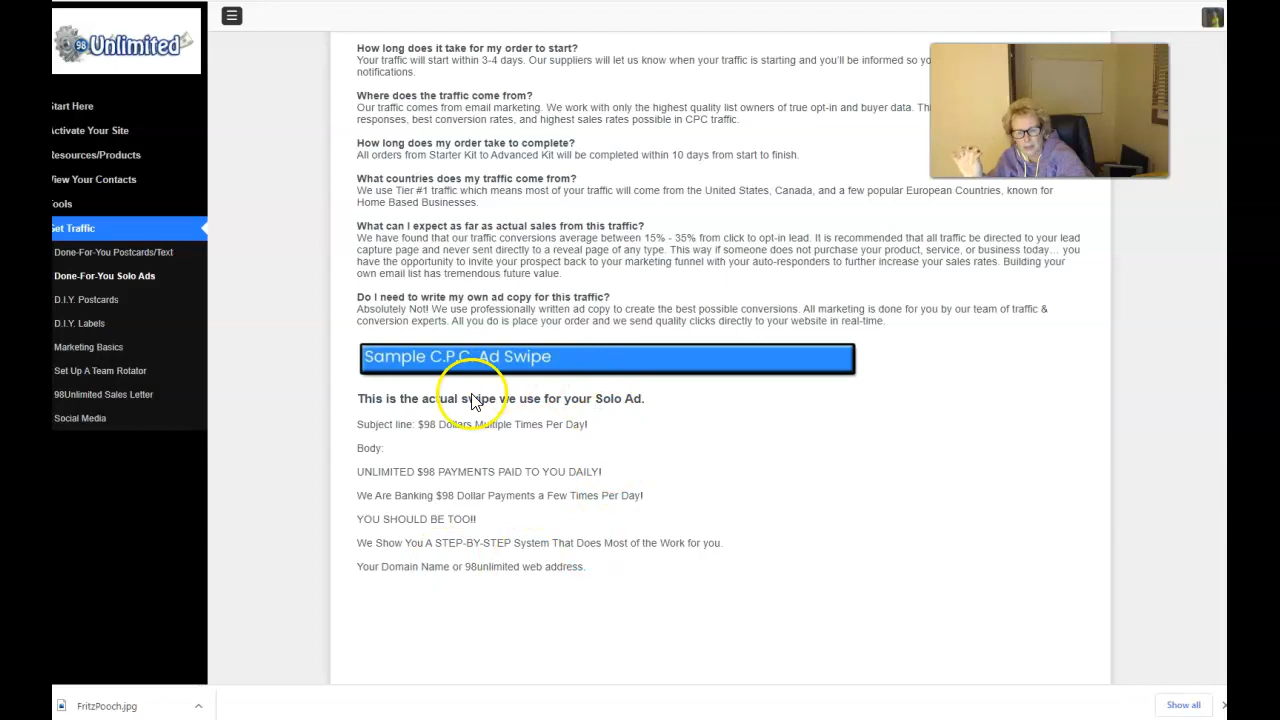 98 Unlimited
Start Here
Activate Your Site
Resources/Products
View Your Contacts
Tools
Get Traffic
Done-For-You Postcards/Text
Done-For-You Solo Ads
D.I.Y. Postcards
D.I.Y. Labels
Marketing Basics
Set Up A Team Rotator
98Unlimited Sales Letter
Social Media
How long does it take for my order to start?
Your traffic will start within 3-4 days. Our suppliers will let us know when your traffic is starting and you'll be informed so
notifications.
Where does the traffic come from?
Our traffic comes from email marketing. We work with only the highest quality list owners of true opt-in and buyer data.
responses, best conversion rates, and highest sales rates possible in CPC traffic.
How long does my order take to complete?
All orders from Starter Kit to Advanced Kit will be completed within 10 days from start to finish.
What countries does my traffic come from?
We use Tier #1 traffic which means most of your traffic will come from the United States, Canada, and a few popular European Countries, known for
Home Based Businesses.
What can I expect as far as actual sales from this traffic?
We have found that our traffic conversions average between 15% - 35% from click to opt-in lead. It is recommended that all traffic be directed to your lead
capture page and never sent directly to a reveal page of any type. This way if someone does not purchase your product, service, or business today... you
have the opportunity to invite your prospect back to your marketing funnel with your auto-responders to further increase your sales rates. Building your
own email list has tremendous future value.
Do I need to write my own ad copy for this traffic?
Absolutely Not! We use professionally written ad copy to create the best possible conversions. All marketing is done for you by our team of traffic &
conversion experts. All you do is place your order and we send quality clicks directly to your website in real-time.
Sample C.P.C. Ad Swipe
This is the actual swipe we use for your Solo Ad.
Subject line: $98 Dollars Multiple Times Per Day!
Body:
UNLIMITED $98 PAYMENTS PAID TO YOU DAILY!
We Are Banking $98 Dollar Payments a Few Times Per Day!
YOU SHOULD BE TOO!!
We Show You A STEP-BY-STEP System That Does Most of the Work for you.
Your Domain Name or 98unlimited web address.
FritzPooch.jpg
Show all